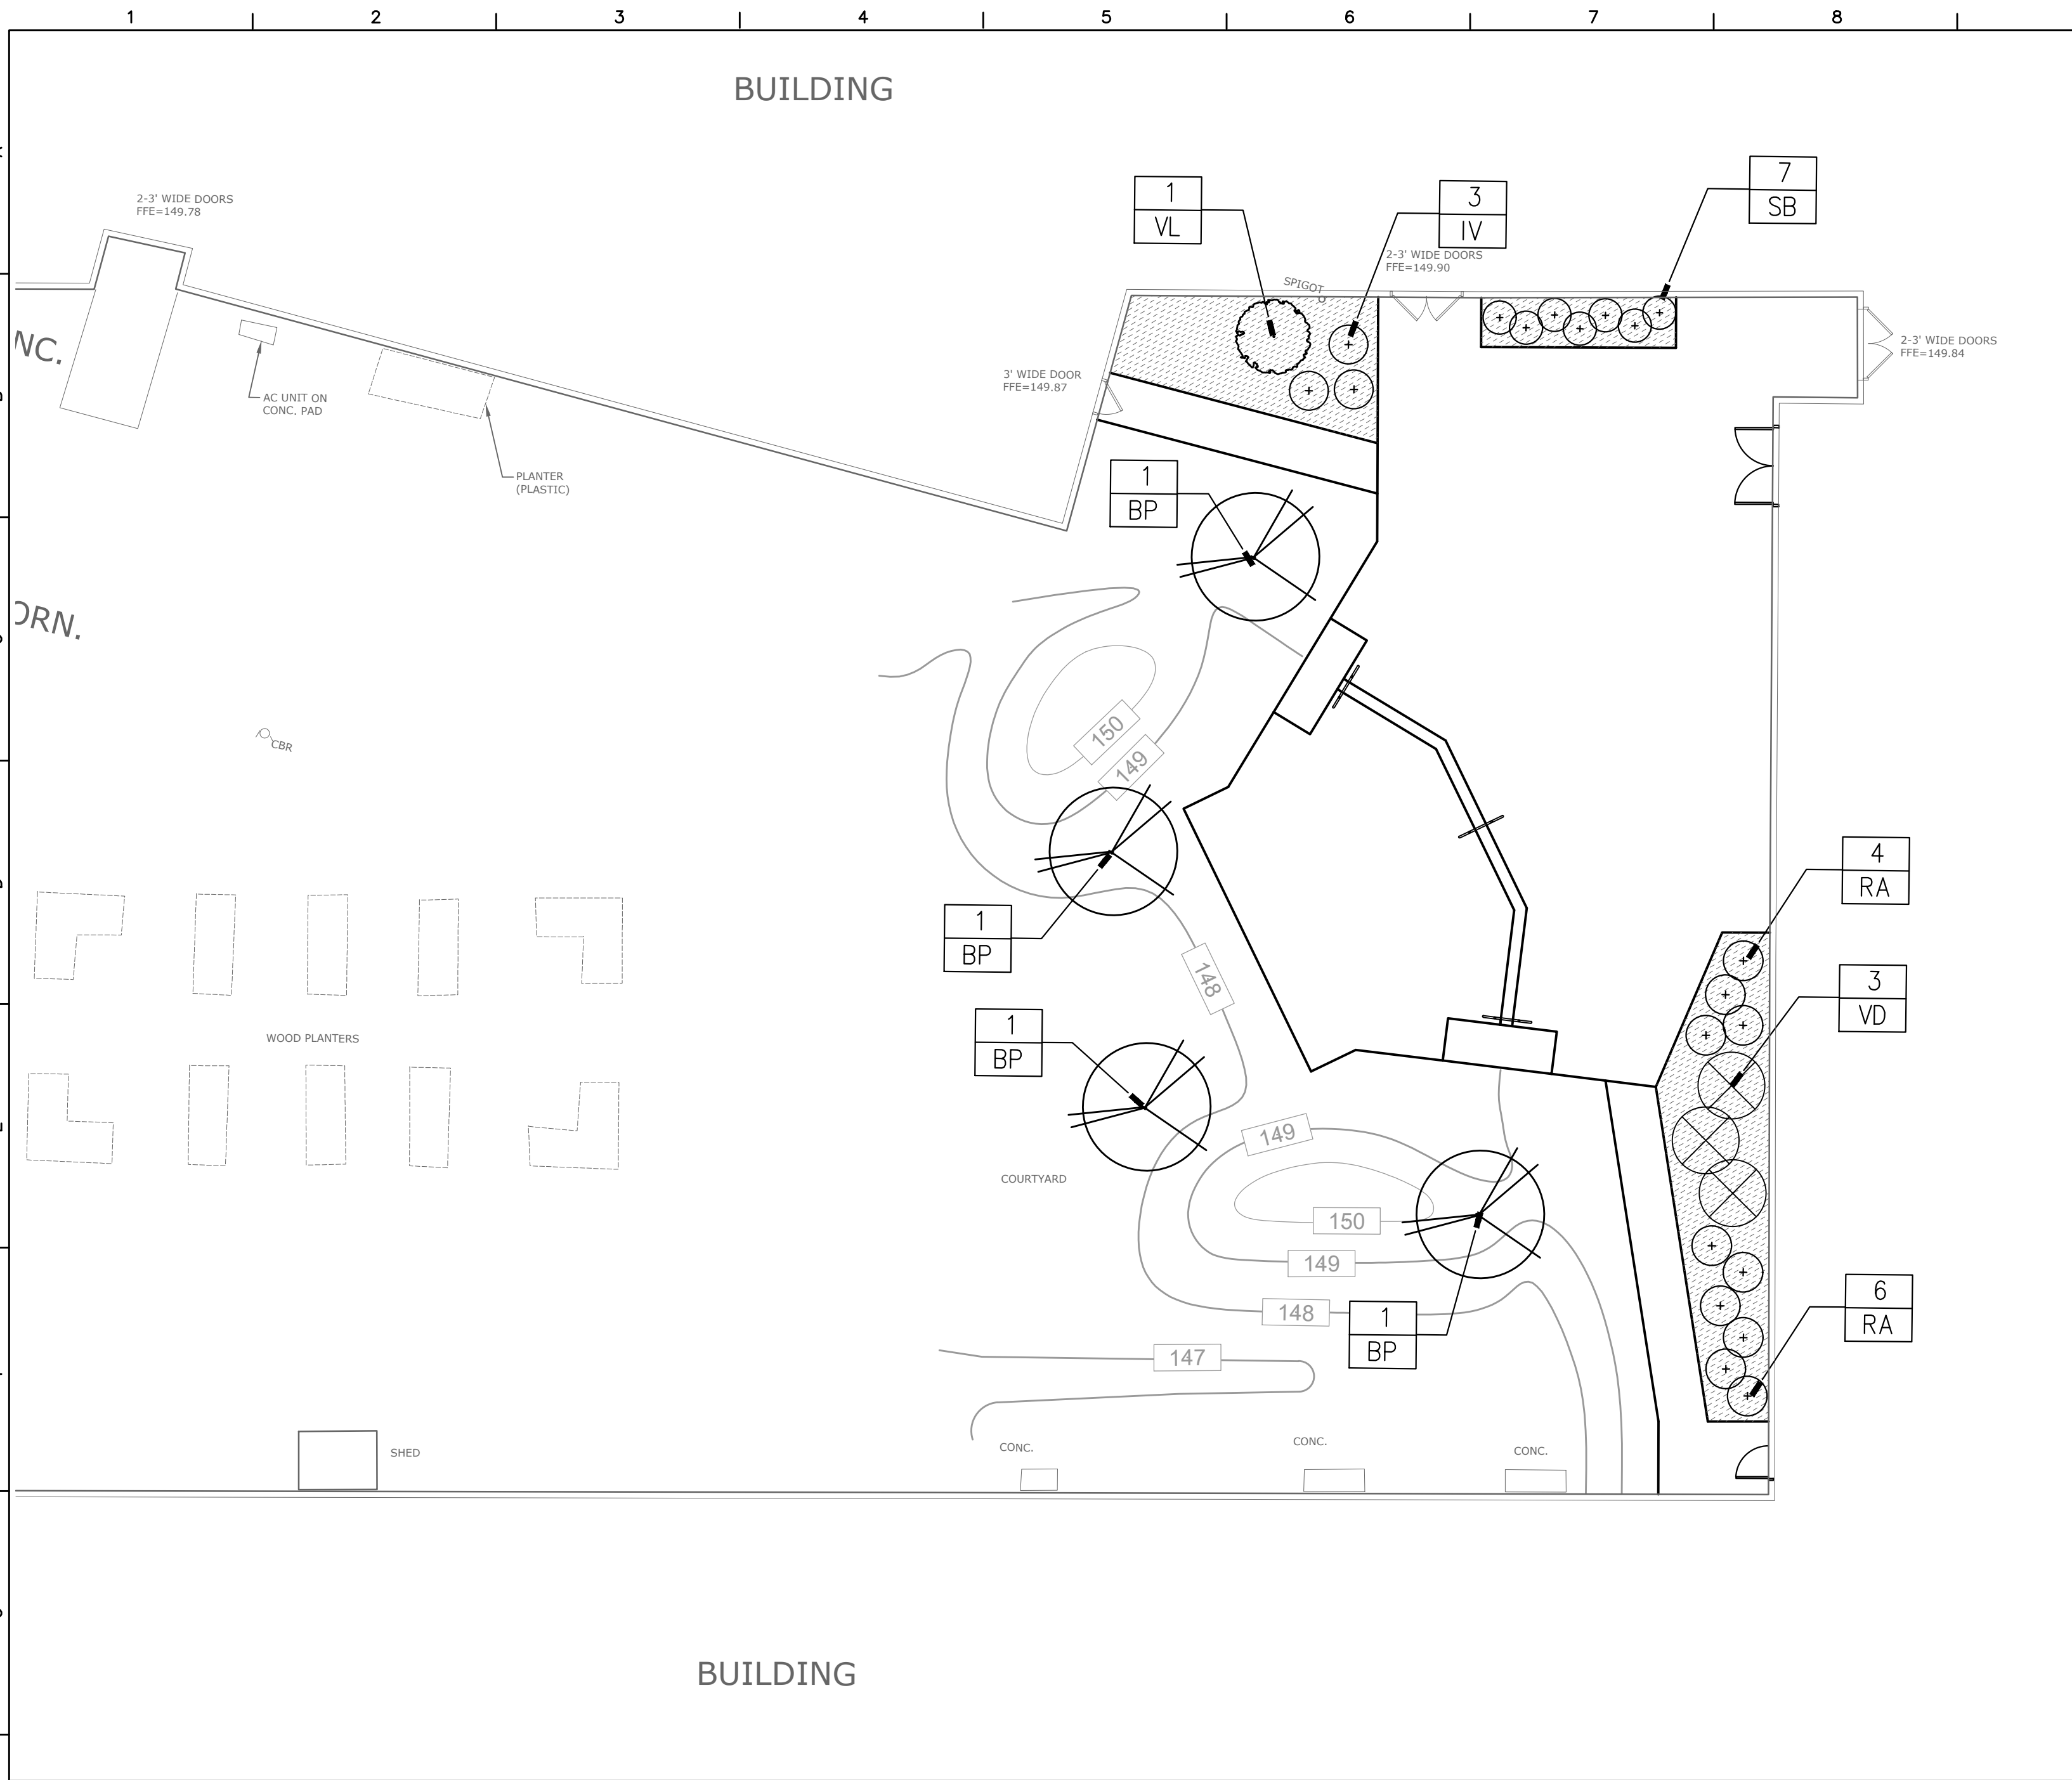 1 2 3 4 5 6 7 8
BUILDING
2-3' WIDE DOORS
FFE=149.78
1
VL
3
IV
7
SB
2-3' WIDE DOORS
FFE=149.90
SPIGOT
NC.
2-3' WIDE DOORS
FFE=149.84
3' WIDE DOOR
FFE=149.87
AC UNIT ON
CONC. PAD
PLANTER
(PLASTIC)
1
BP
ORN.
CBR
150
149
4
RA
1
BP
148
3
VD
WOOD PLANTERS
1
BP
149
COURTYARD
150
149
148
6
RA
1
BP
147
SHED
CONC.
CONC.
CONC.
BUILDING